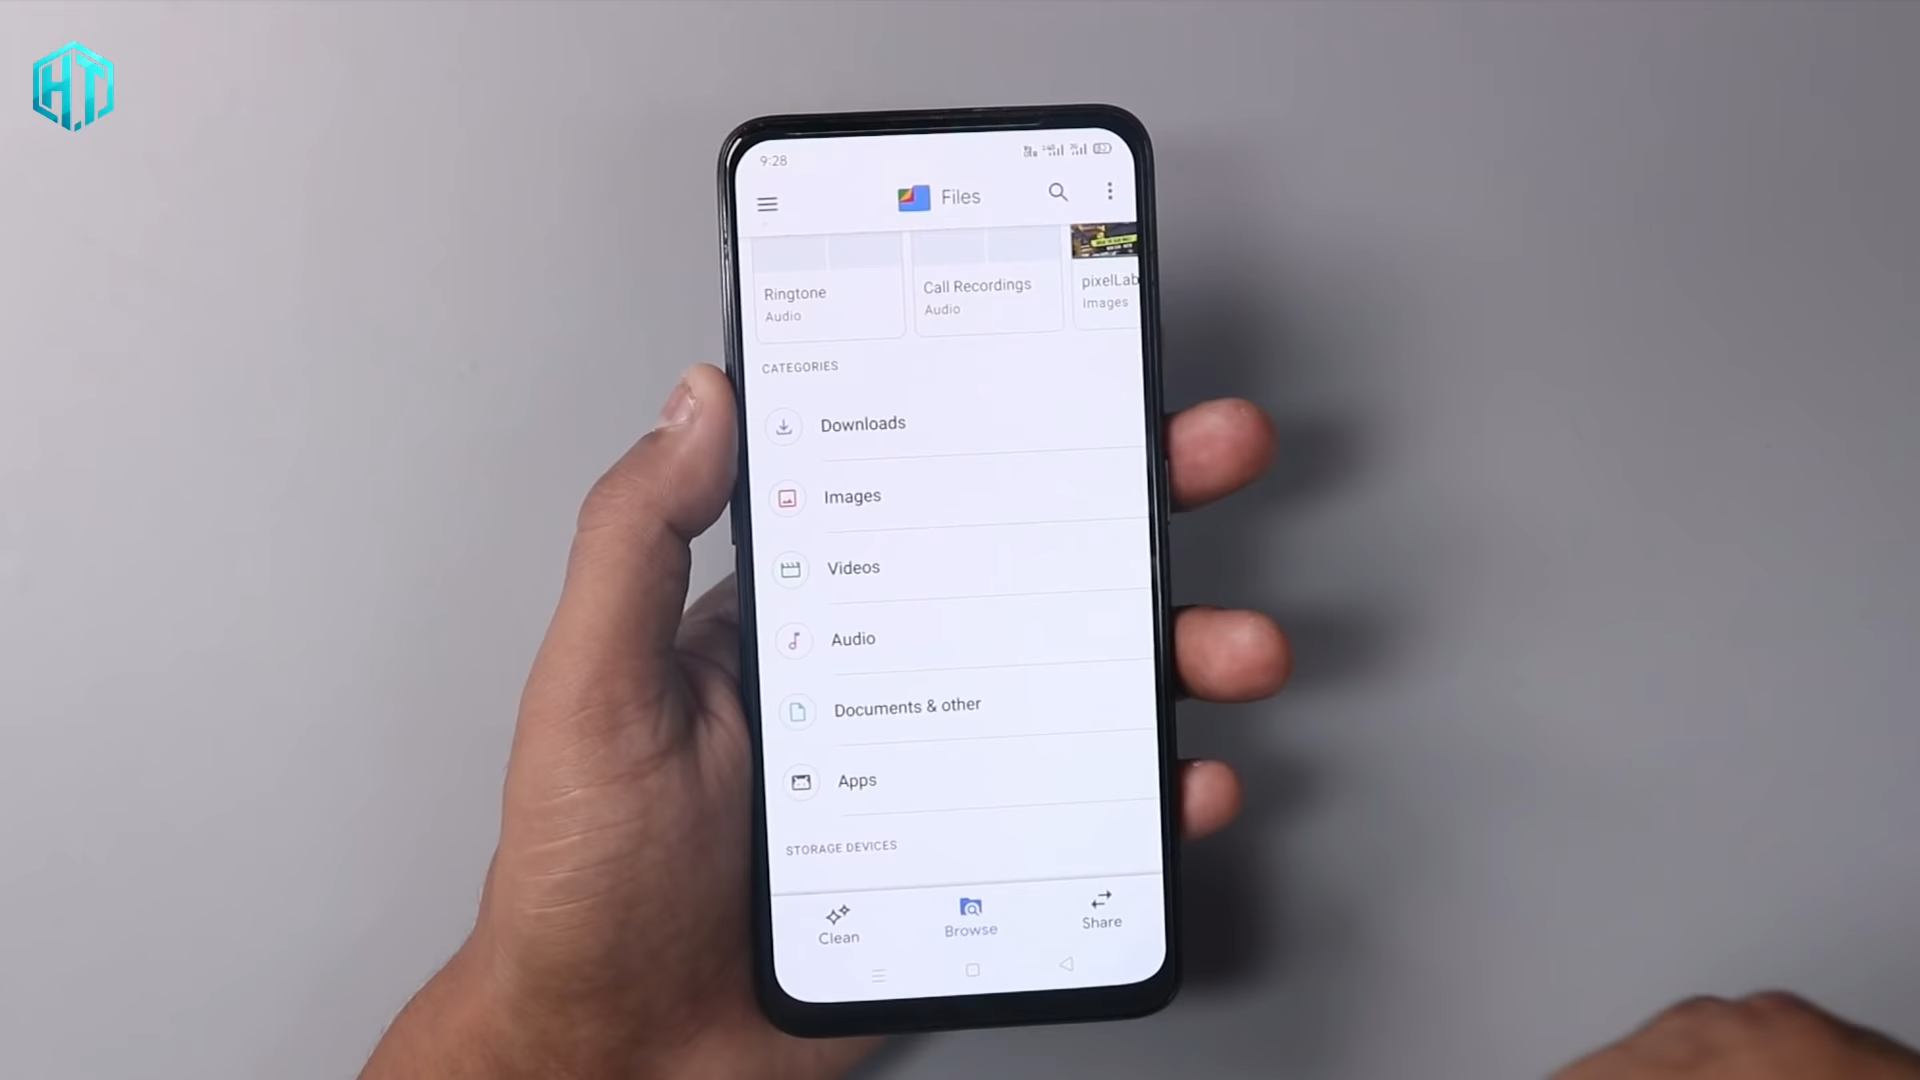 H.T
9:28
Files
Ringtone
Audio
Call Recordings
Audio
pixelLab
Images
CATEGORIES
Downloads
Images
Videos
Audio
Documents & other
Apps
STORAGE DEVICES
Clean
Browse
Share